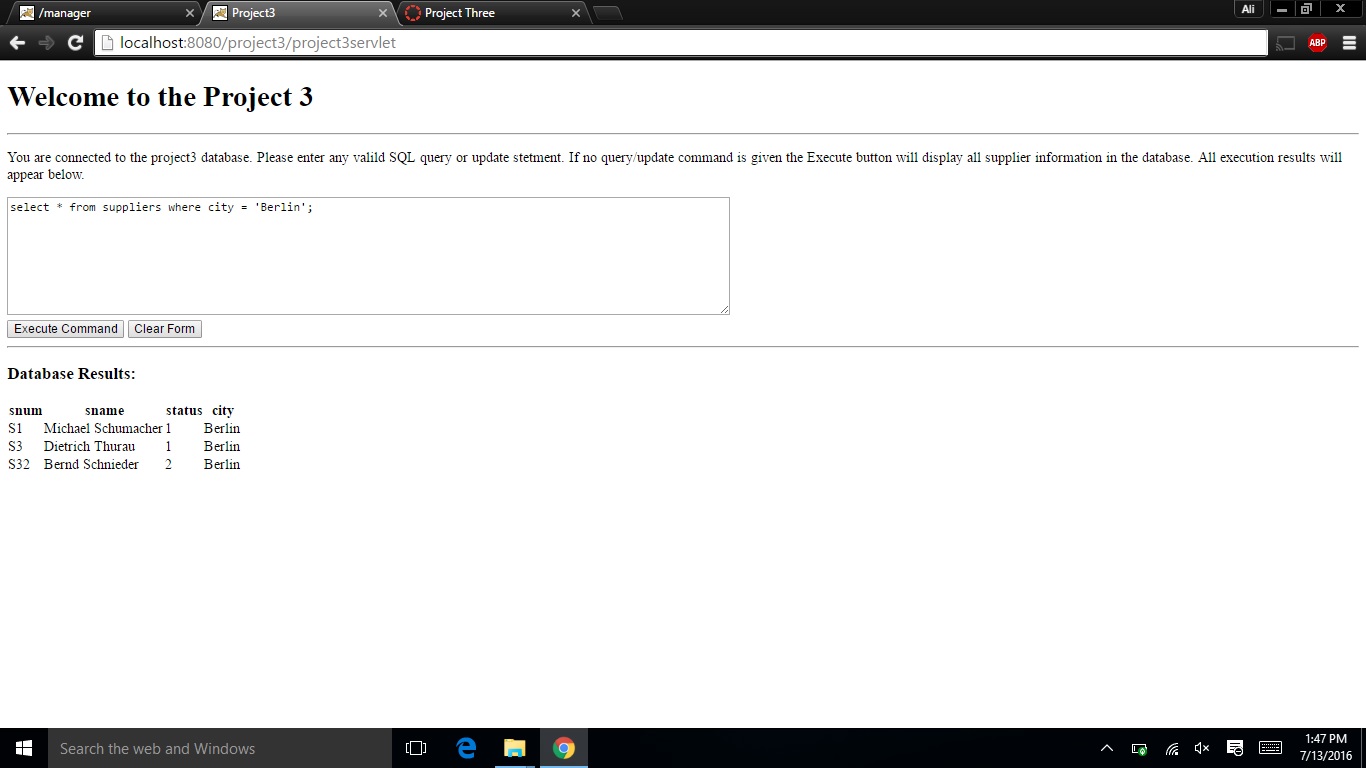 /manager
Project3
Project Three
Ali
localhost:8080/project3/project3servlet
ABP
Welcome to the Project 3
You are connected to the project3 database. Please enter any valild SQL query or update stetment. If no query/update command is given the Execute button will display all supplier information in the database. All execution results will
appear below.
select * from suppliers where city = 'Berlin';
Execute Command Clear Form
Database Results:
snum sname status city
S1 Michael Schumacher 1 Berlin
S3 Dietrich Thurau 1 Berlin
S32 Bernd Schnieder 2 Berlin
Search the web and Windows
1:47 PM
7/13/2016